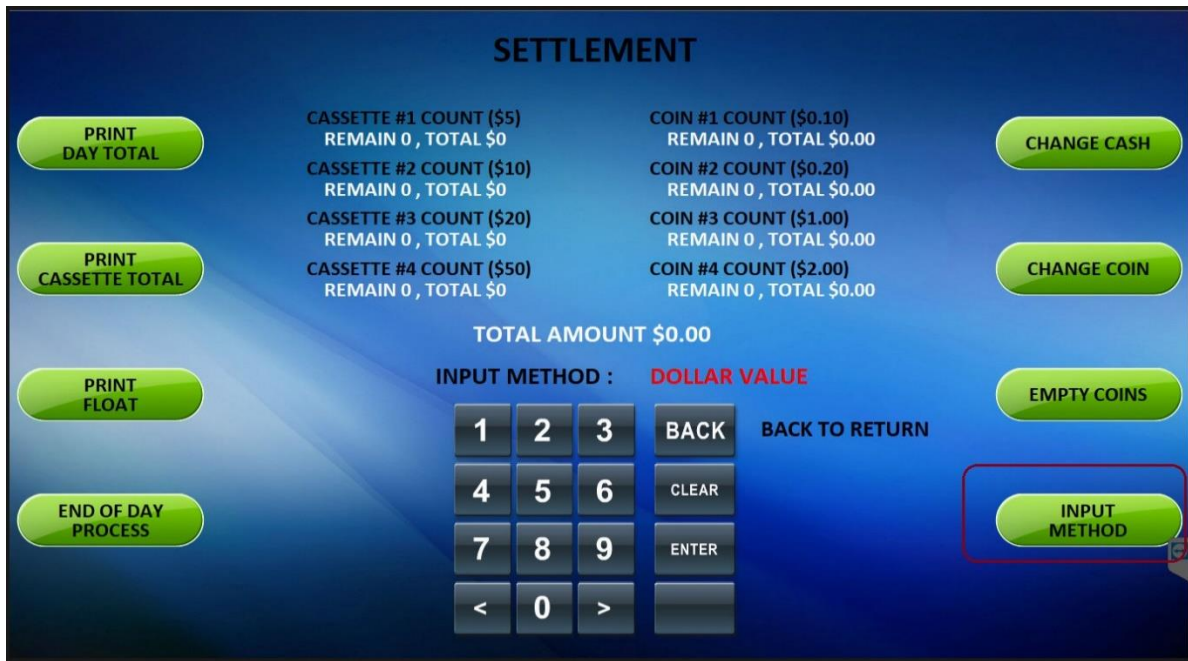 SETTLEMENT
PRINT
DAY TOTAL
PRINT
CASSETTE TOTAL
PRINT
FLOAT
END OF DAY
PROCESS
CASSETTE #1 COUNT ($5)
REMAIN 0 , TOTAL $0
CASSETTE #2 COUNT ($10)
REMAIN 0 , TOTAL $0
CASSETTE #3 COUNT ($20)
REMAIN 0 , TOTAL $0
CASSETTE #4 COUNT ($50)
REMAIN 0 , TOTAL $0
COIN #1 COUNT ($0.10)
REMAIN 0 , TOTAL $0.00
COIN #2 COUNT ($0.20)
REMAIN 0 , TOTAL $0.00
COIN #3 COUNT ($1.00)
REMAIN 0 , TOTAL $0.00
COIN #4 COUNT ($2.00)
REMAIN 0 , TOTAL $0.00
TOTAL AMOUNT $0.00
INPUT METHOD : DOLLAR VALUE
1 2 3 BACK BACK TO RETURN
4 5 6 CLEAR
7 8 9 ENTER
< 0 >
CHANGE CASH
CHANGE COIN
EMPTY COINS
INPUT
METHOD